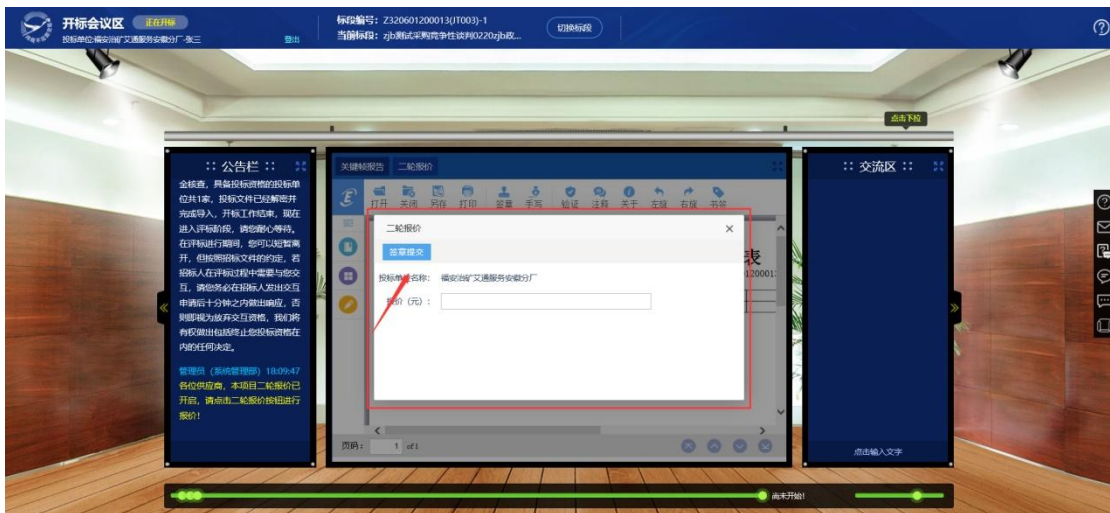 开标会议区 正在开标
投标单位:福安冶矿艾通服务安徽分厂-张三 登出
标段编号：Z3206012000013(JT003)-1
当前标段：zjb测试采购竞争性谈判0220zjb政...
切换标段
点击下拉
:: 公告栏 ::
全核查，具备投标资格的投标单
位共1家，投标文件已经解密并
完成导入，开标工作结束，现在
进入评标阶段，请您耐心等待。
在评标进行期间，您可以短暂离
开，但按照招标文件的约定，若
招标人在评标过程中需要与您交
互，请您务必在招标人发出交互
申请后十分钟之内做出响应，否
则即视为放弃交互资格，我们将
有权做出包括终止您投标资格在
内的任何决定。
管理员（系统管理部）18:09:47
各位供应商，本项目二轮报价已
开启，请点击二轮报价按钮进行
报价！
关键帧报告 二轮报价
打开 关闭 另存 打印 签章 手写 验证 注释 关于 左旋 右旋 书签
表
120001:
二轮报价 ×
签章提交
投标单位名称： 福安冶矿艾通服务安徽分厂
报价（元）：
页码： 1 of1
:: 交流区 ::
点击输入文字
尚未开始!